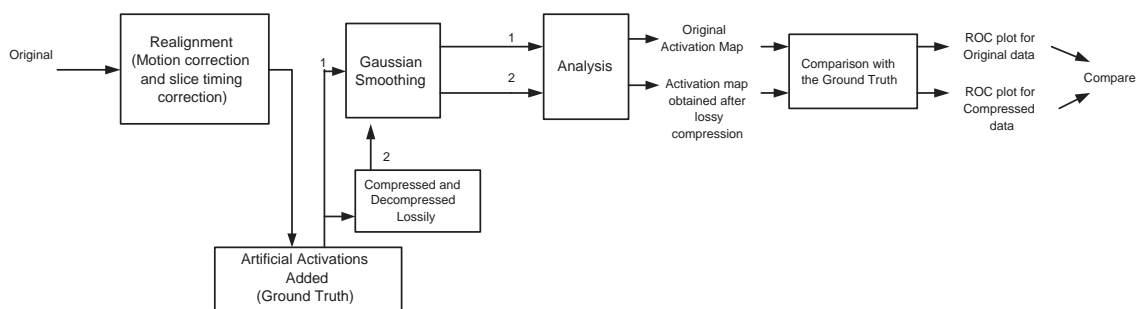 Original
Realignment
(Motion correction
and slice timing
correction)
1
Gaussian
Smoothing
1
2
Analysis
Original
Activation Map
Activation map
obtained after
lossy
compression
Comparison with
the Ground Truth
ROC plot for
Original data
ROC plot for
Compressed
data
Compare
2
Compressed and
Decompressed
Lossily
Artificial Activations
Added
(Ground Truth)